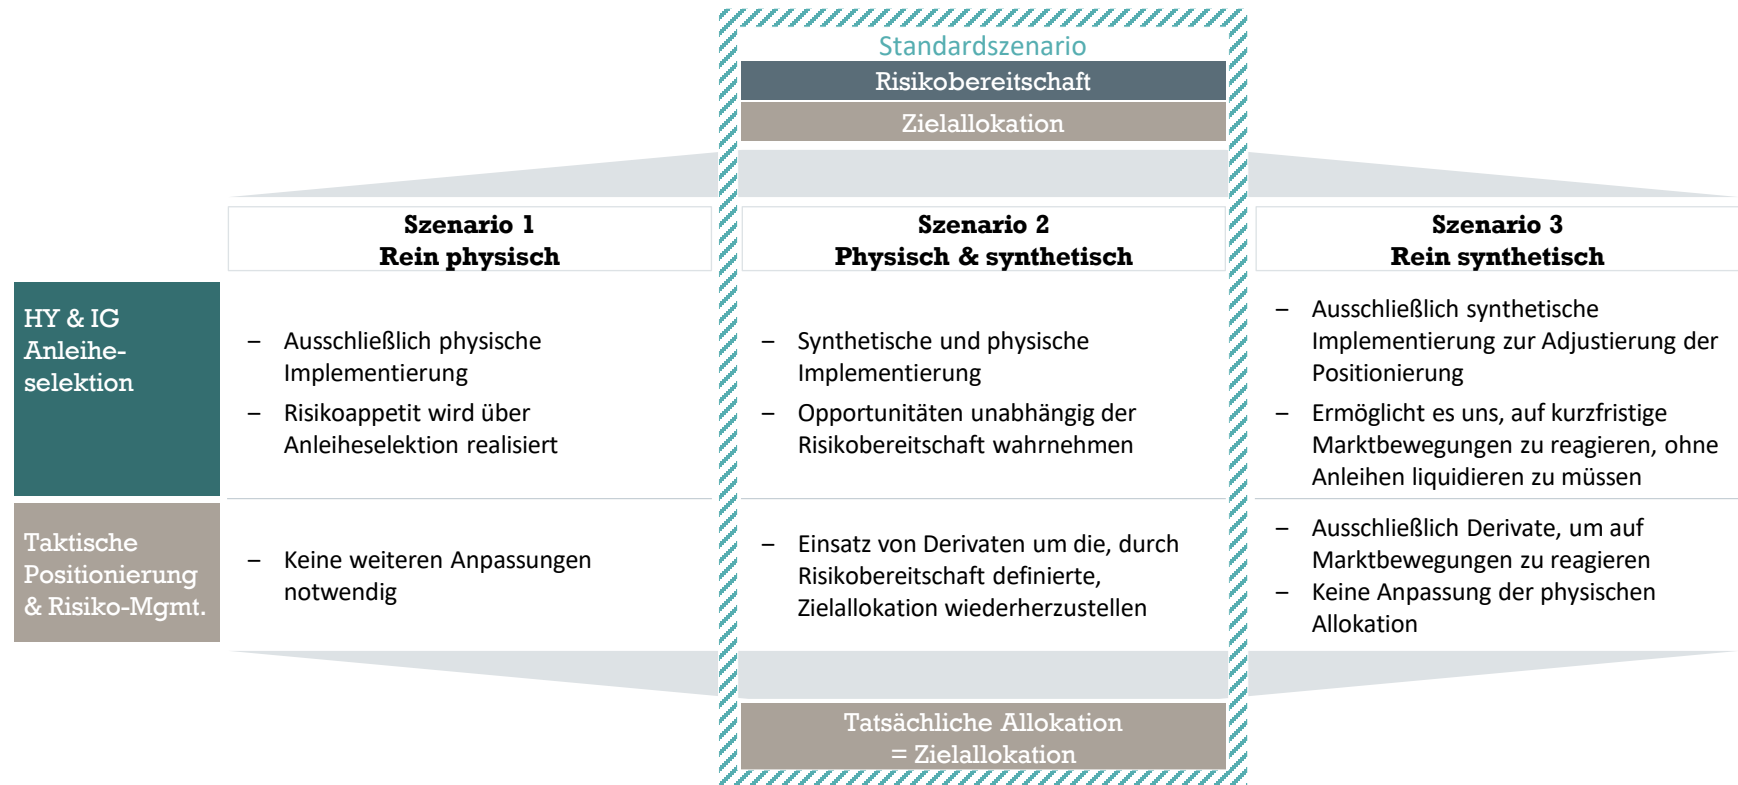 Standardszenario
Risikobereitschaft
Zielallokation
Szenario 1
Rein physisch
Szenario 2
Physisch & synthetisch
Szenario 3
Rein synthetisch
HY & IG
Anleihe-
selektion
– Ausschließlich physische
Implementierung
– Risikoappetit wird über
Anleiheselektion realisiert
– Synthetische und physische
Implementierung
– Opportunitäten unabhängig der
Risikobereitschaft wahrnehmen
– Ausschließlich synthetische
Implementierung zur Adjustierung der
Positionierung
– Ermöglicht es uns, auf kurzfristige
Marktbewegungen zu reagieren, ohne
Anleihen liquidieren zu müssen
Taktische
Positionierung
& Risiko-Mgmt.
– Keine weiteren Anpassungen
notwendig
– Einsatz von Derivaten um die, durch
Risikobereitschaft definierte,
Zielallokation wiederherzustellen
– Ausschließlich Derivate, um auf
Marktbewegungen zu reagieren
– Keine Anpassung der physischen
Allokation
Tatsächliche Allokation
= Zielallokation